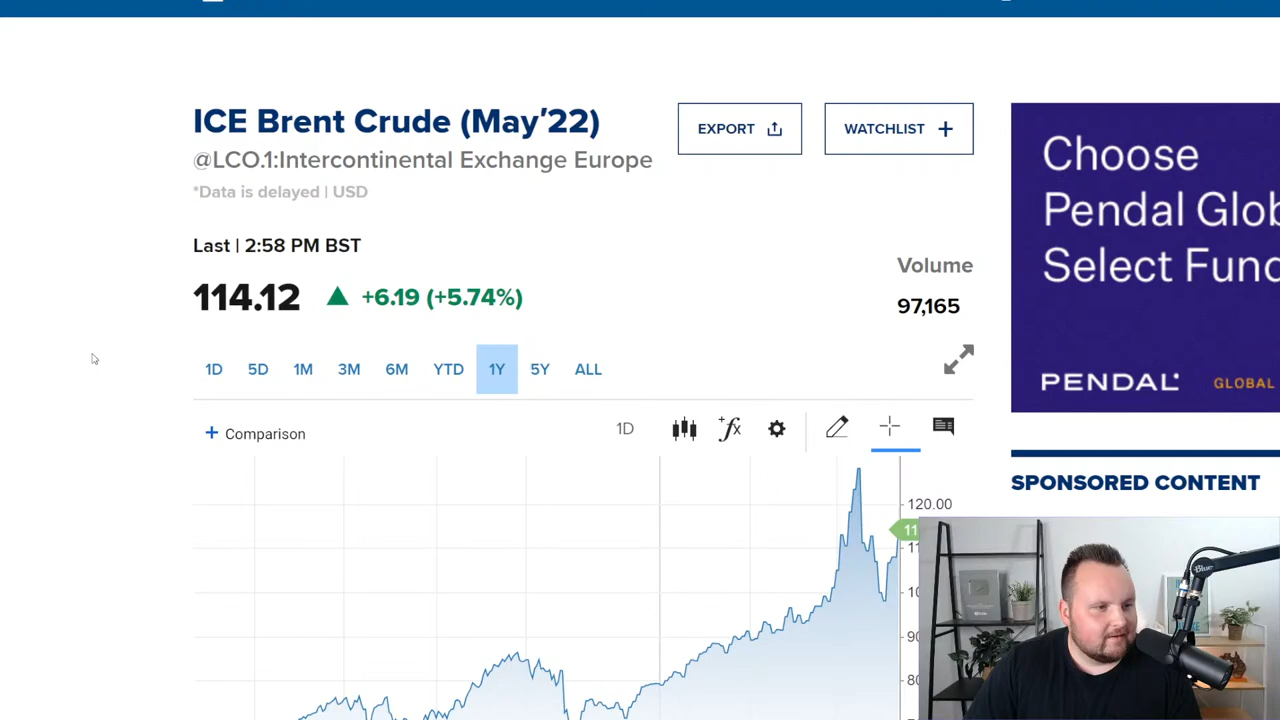 ICE Brent Crude (May'22)
@LCO.1:Intercontinental Exchange Europe
*Data is delayed | USD
EXPORT
WATCHLIST +
Last | 2:58 PM BST
114.12 ▲ +6.19 (+5.74%)
Volume
97,165
1D 5D 1M 3M 6M YTD 1Y 5Y ALL
+ Comparison
1D
fx
120.00
Choose
Pendal
Select
PENDAL
GLOBAL
SPONSORED CONTENT
Blue